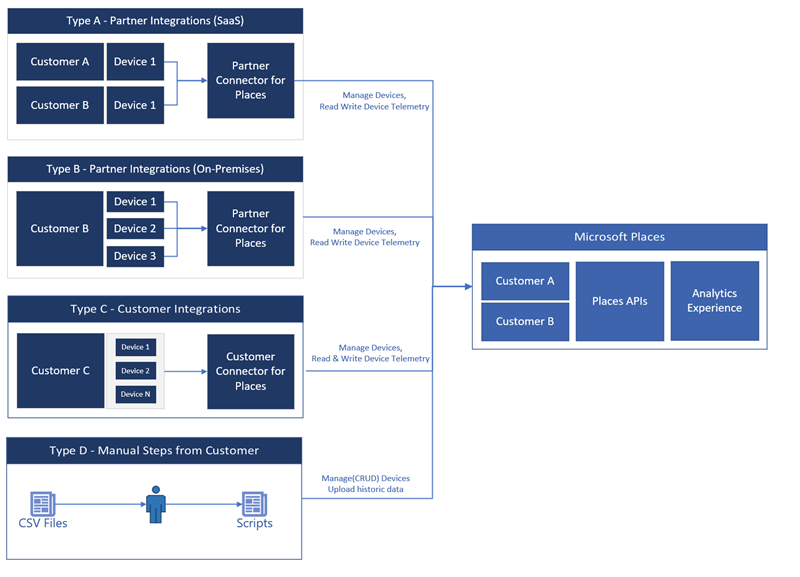 Type A - Partner Integrations (SaaS)
Customer A
Device 1
Customer B
Device 1
Partner
Connector for
Places
Manage Devices,
Read Write Device Telemetry
Type B - Partner Integrations (On-Premises)
Customer B
Device 1
Device 2
Device 3
Partner
Connector for
Places
Manage Devices,
Read Write Device Telemetry
Type C - Customer Integrations
Customer C
Device 1
Device 2
Device N
Customer
Connector for
Places
Manage Devices,
Read & Write Device Telemetry
Type D - Manual Steps from Customer
CSV Files
Scripts
Manage(CRUD) Devices
Upload historic data
Microsoft Places
Customer A
Customer B
Places APIs
Analytics
Experience